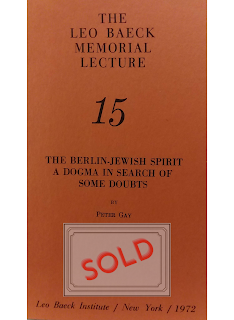 THE
LEO BAECK
MEMORIAL
LECTURE
15
THE BERLIN-JEWISH SPIRIT
A DOGMA IN SEARCH OF
SOME DOUBTS
BY
PETER GAY
SOLD
Leo Baeck Institute / New York / 1972